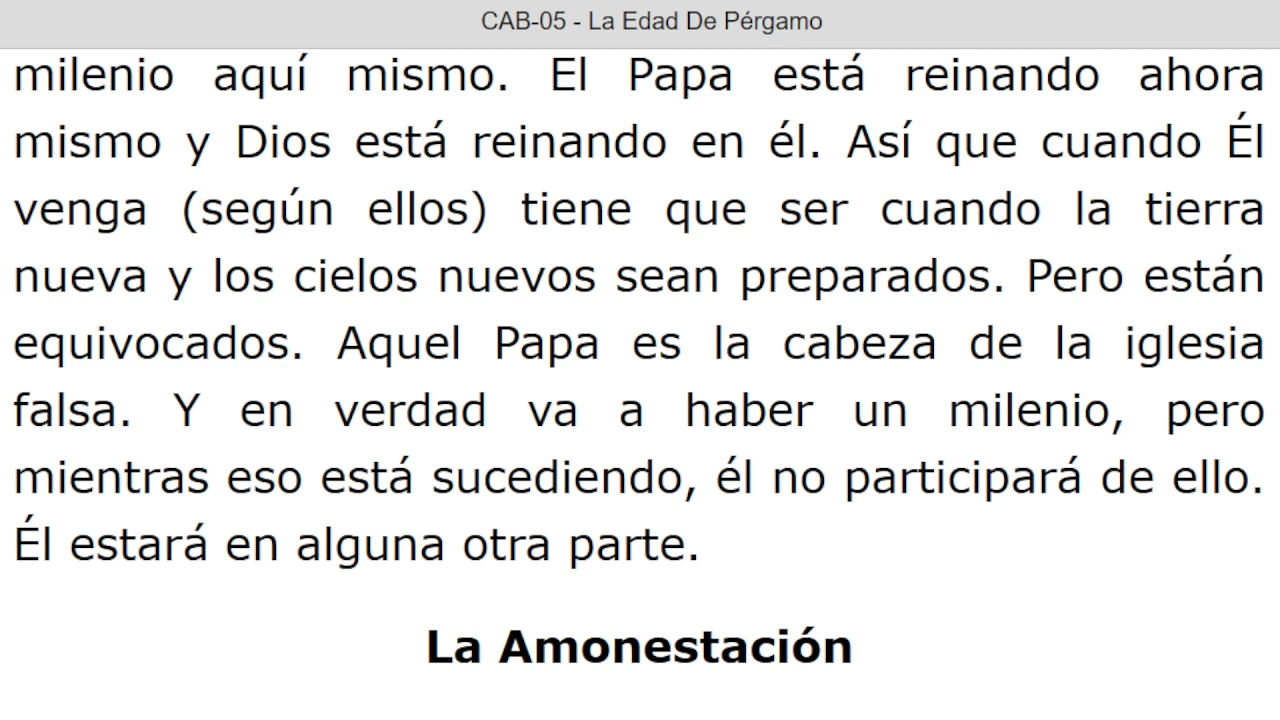 CAB-05 - La Edad De Pérgamo
milenio aquí mismo. El Papa está reinando ahora
mismo y Dios está reinando en él. Así que cuando Él
venga (según ellos) tiene que ser cuando la tierra
nueva y los cielos nuevos sean preparados. Pero están
equivocados. Aquel Papa es la cabeza de la iglesia
falsa. Y en verdad va a haber un milenio, pero
mientras eso está sucediendo, él no participará de ello.
Él estará en alguna otra parte.
La Amonestación